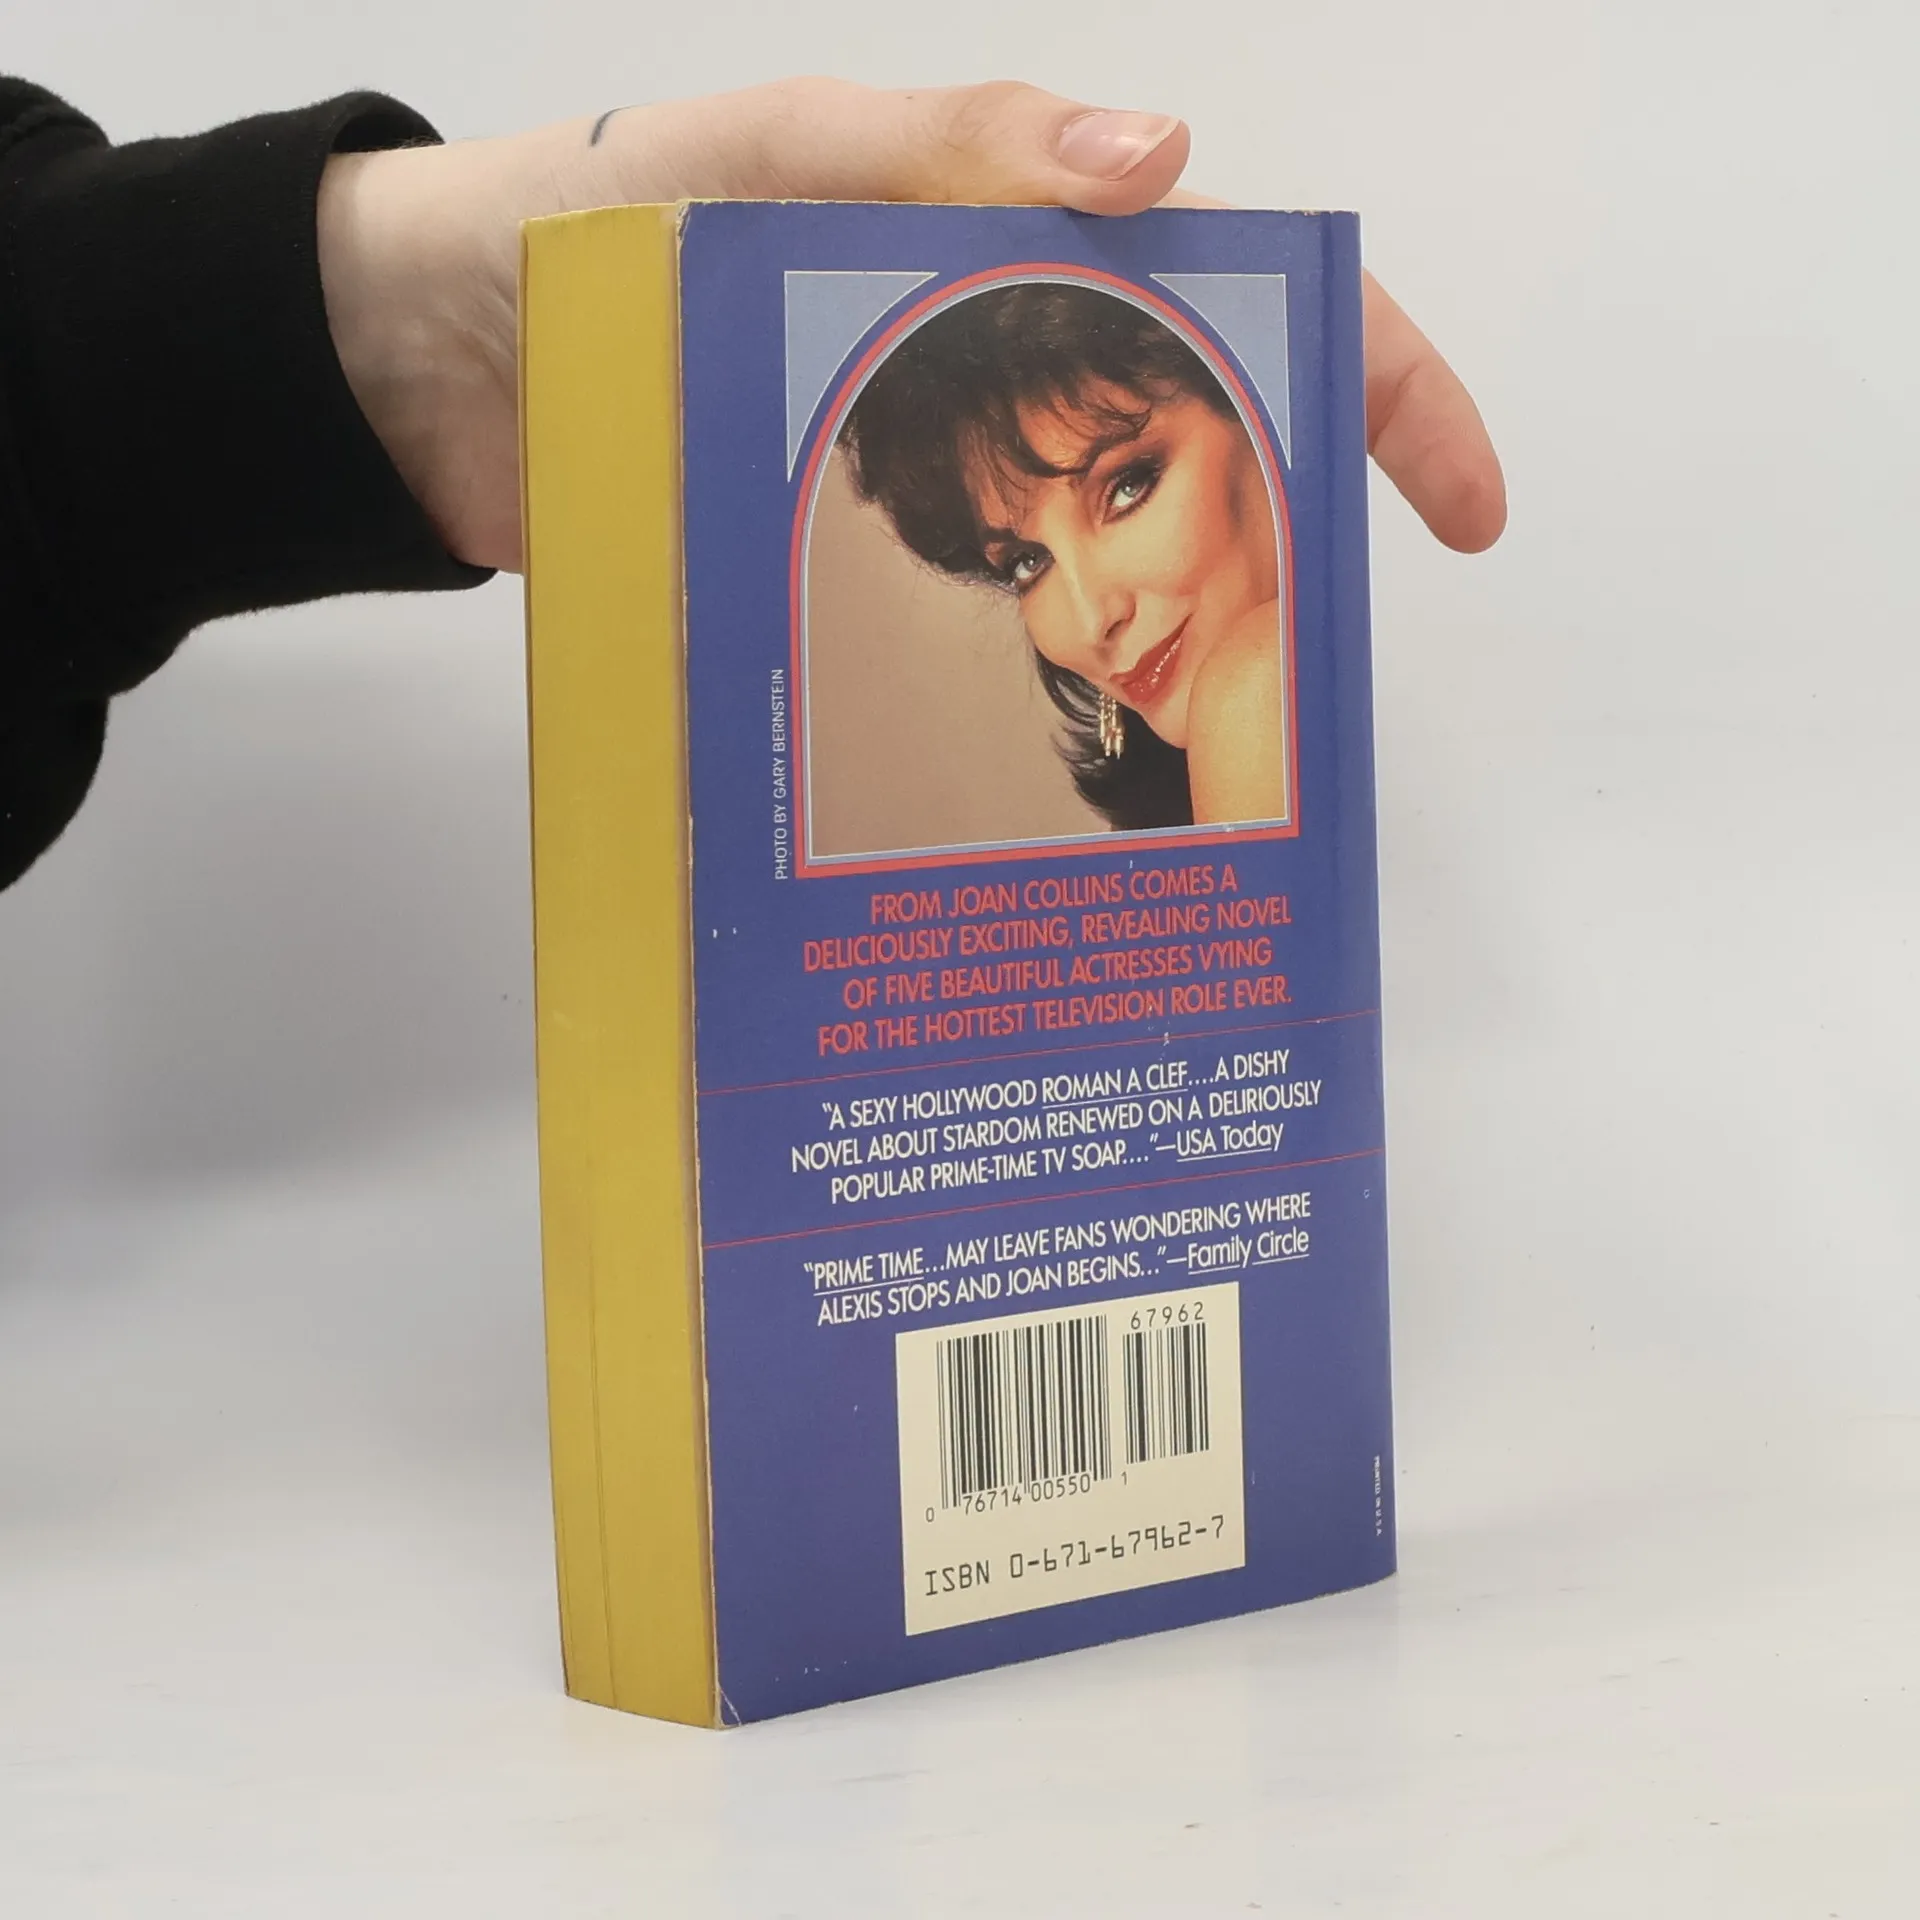 PHOTO BY GARY BERNSTEIN
FROM JOAN COLLINS COMES A
DELICIOUSLY EXCITING, REVEALING NOVEL
OF FIVE BEAUTIFUL ACTRESSES VYING
FOR THE HOTTEST TELEVISION ROLE EVER.
"A SEXY HOLLYWOOD ROMAN A CLEF....A DISHY
NOVEL ABOUT STARDOM RENEWED ON A DELIRIOUSLY
POPULAR PRIME-TIME TV SOAP...."—USA Today
"PRIME TIME...MAY LEAVE FANS WONDERING WHERE
ALEXIS STOPS AND JOAN BEGINS..."—Family Circle
67962
0 76714 00550 1
ISBN 0-671-67962-7
PRINTED IN U.S.A.